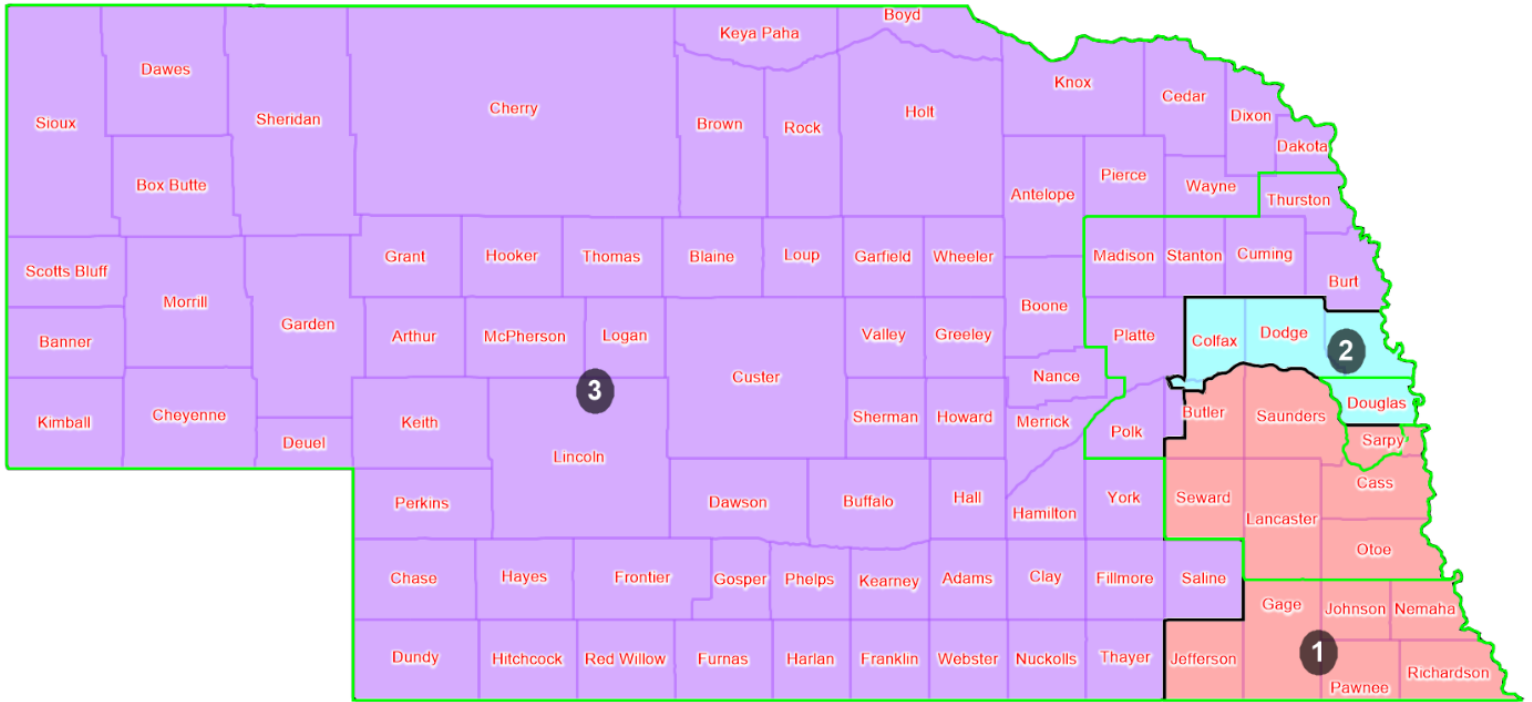 Boyd
Keya Paha
Dawes
Knox
Cedar
Cherry
Holt
Sioux
Sheridan
Brown
Rock
Dixon
Dakota
Box Butte
Antelope
Pierce
Wayne
Thurston
Scotts Bluff
Grant
Hooker
Thomas
Blaine
Loup
Garfield
Wheeler
Madison
Stanton
Cuming
Burt
Morrill
Garden
Boone
Banner
Arthur
McPherson
Logan
Valley
Greeley
Platte
Colfax
Dodge
2
Custer
Nance
3
Kimball
Cheyenne
Deuel
Keith
Sherman
Howard
Merrick
Polk
Butler
Saunders
Douglas
Sarpy
Lincoln
Perkins
Dawson
Buffalo
Hall
Hamilton
York
Seward
Lancaster
Cass
Otoe
Chase
Hayes
Frontier
Gosper
Phelps
Kearney
Adams
Clay
Fillmore
Saline
Gage
Johnson
Nemaha
Dundy
Hitchcock
Red Willow
Furnas
Harlan
Franklin
Webster
Nuckolls
Thayer
Jefferson
1
Pawnee
Richardson